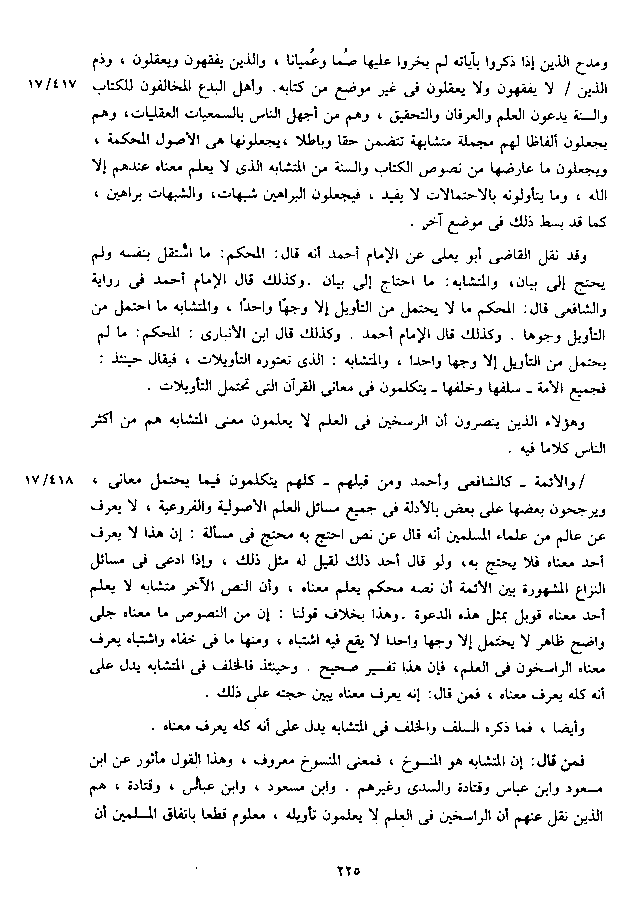 ومدح الذين إذا ذكروا بآياته لم يخروا عليها صُما وعُميانا ، والذين يفقهون ويعقلون ، وذم
الذين / لا يفقهون ولا يعقلون فى غير موضع من كتابه. وأهل البدع المخالفون للكتاب ١٧/٤١٧
والسنة يدعون العلم والعرفان والتحقيق ، وهم من أجهل الناس بالسمعيات العقليات، وهم
يجعلون ألفاظا لهم مجملة متشابهة تتضمن حقا وباطلا ،يجعلونها هى الأصول المحكمة ،
ويجعلون ما عارضها من نصوص الكتاب والسنة من المتشابه الذى لا يعلم معناه عندهم إلا
الله ، وما يتأولونه بالاحتمالات لا يفيد ، فيجعلون البراهين شبهات، والشبهات براهين ،
كما قد بسط ذلك فى موضع آخر .
وقد نقل القاضى أبو يعلى عن الإمام أحمد أنه قال: المحكم: ما استقل بنفسه ولم
يحتج إلى بيان، والمتشابه: ما احتاج إلى بيان .وكذلك قال الإمام أحمد فى رواية
والشافعى قال: المحكم ما لا يحتمل من التأويل إلا وجهًا واحدًا ، والمتشابه ما احتمل من
التأويل وجوها . وكذلك قال الإمام أحمد . وكذلك قال ابن الأنبارى : المحكم: ما لم
يحتمل من التأويل إلا وجها واحدا ، والمتشابه : الذى تعتوره التأويلات ، فيقال حينئذ :
فجميع الأمة ـ سلفها وخلفها ـ يتكلمون فى معانى القرآن التى تحتمل التأويلات .
وهؤلاء الذين ينصرون أن الرسخين فى العلم لا يعلمون معنى المتشابه هم من أكثر
الناس كلاما فيه .
/ والأئمة ـ كالشافعى وأحمد ومن قبلهم ـ كلهم يتكلمون فيما يحتمل معانى ، ١٧/٤١٨
ويرجحون بعضها على بعض بالأدلة فى جميع مسائل العلم الأصولية والفروعية ، لا يعرف
عن عالم من علماء المسلمين أنه قال عن نص احتج به محتج فى مسألة : إن هذا لا يعرف
أحد معناه فلا يحتج به، ولو قال أحد ذلك لقيل له مثل ذلك ، وإذا ادعى فى مسائل
النزاع المشهورة بين الأئمة أن نصه محكم يعلم معناه ، وأن النص الآخر متشابه لا يعلم
أحد معناه قوبل بمثل هذه الدعوة .وهذا بخلاف قولنا : إن من النصوص ما معناه جلى
واضح ظاهر لا يحتمل إلا وجها واحدا لا يقع فيه اشتباه ، ومنها ما فى خفاء واشتباه يعرف
معناه الراسخون فى العلم، فإن هذا تفسير صحيح . وحينئذ فالخلف فى المتشابه يدل على
أنه كله يعرف معناه ، فمن قال: إنه يعرف معناه يبين حجته على ذلك .
وأيضا ، فما ذكره السلف والخلف فى المتشابه يدل على أنه كله يعرف معناه .
فمن قال: إن المتشابه هو المنسوخ ، فمعنى المنسوخ معروف ، وهذا القول مأثور عن ابن
مسعود وابن عباس وقتادة والسدى وغيرهم . وابن مسعود ، وابن عباس ، وقتادة ، هم
الذين نقل عنهم أن الراسخين فى العلم لا يعلمون تأويله ، معلوم قطعا باتفاق المسلمين أن
٢٢٥